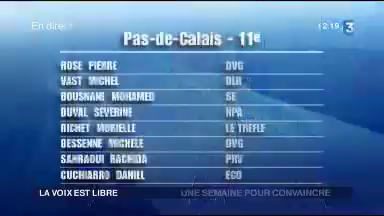 En direct
12:19 3
Pas-de-Calais - 11e
ROSE PIERRE DVG
VAST MICHEL DLR
BOUSNANE MOHAMED SE
DUVAL SEVERINE NPA
RICHET MURIELLE LE TREFLE
DESSENNE MICHELE DVG
SAHRAOUI RACHIDA PRV
CUCHIARRO DANILL ECO
LA VOIX EST LIBRE UNE SEMAINE POUR CONVAINCRE